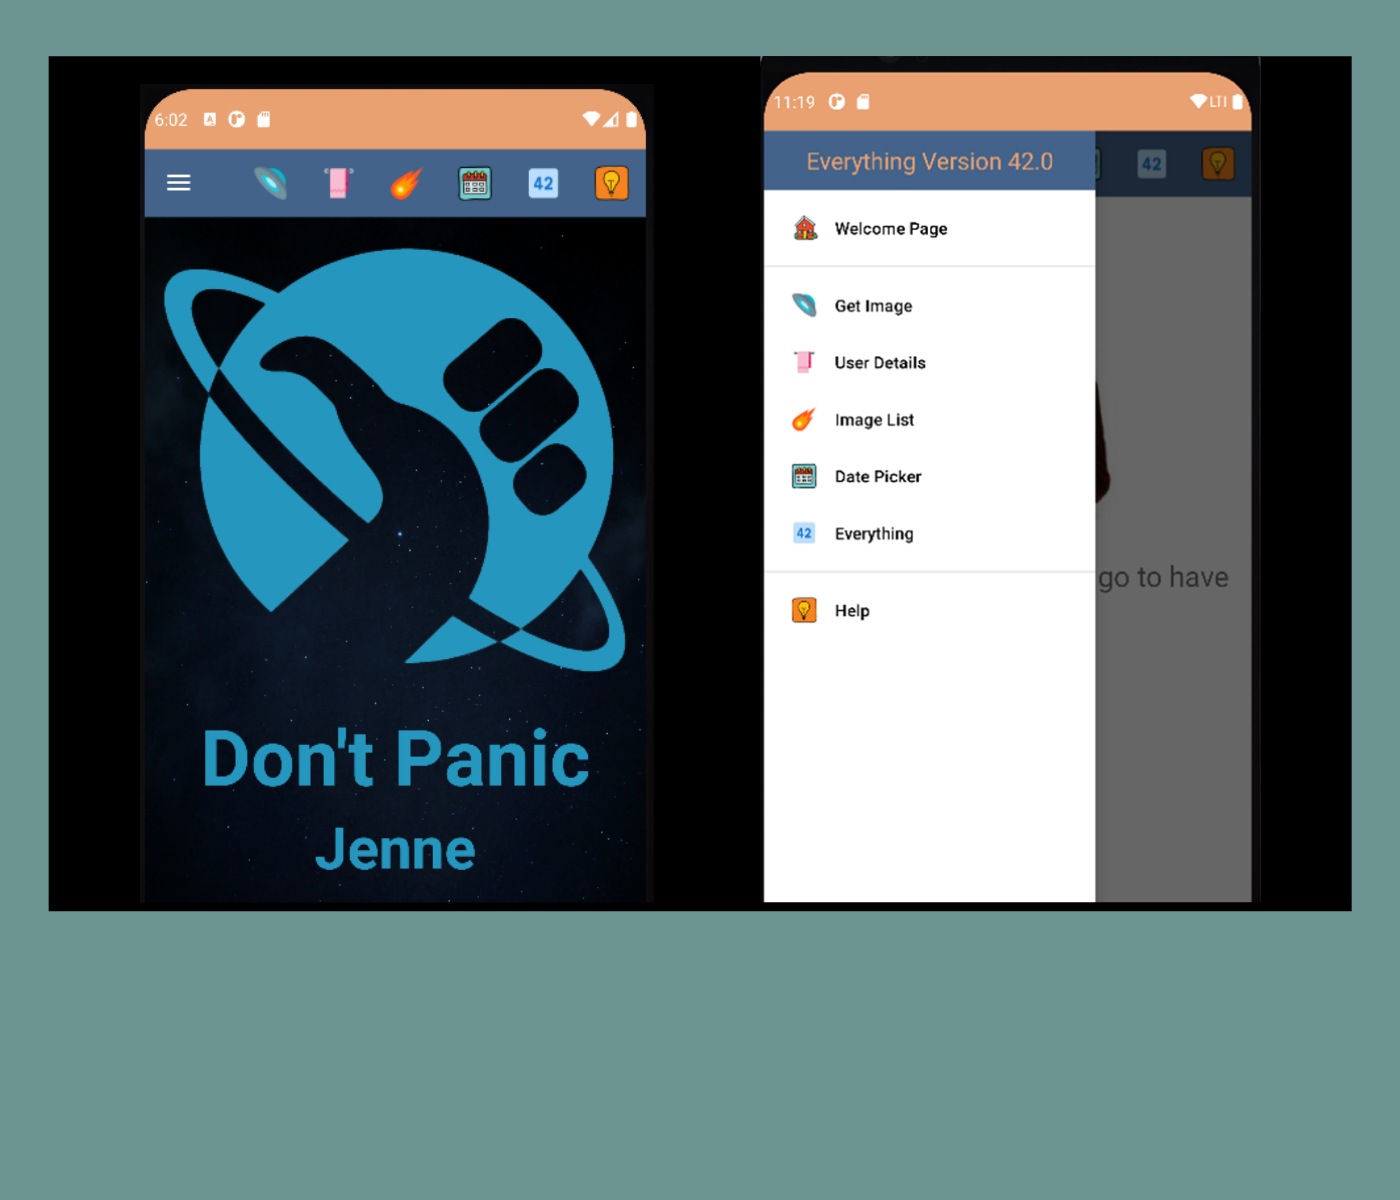 6:02
42
Don't Panic
Jenne
11:19
LTI
Everything Version 42.0
42
Welcome Page
Get Image
User Details
Image List
Date Picker
42 Everything
go to have
Help